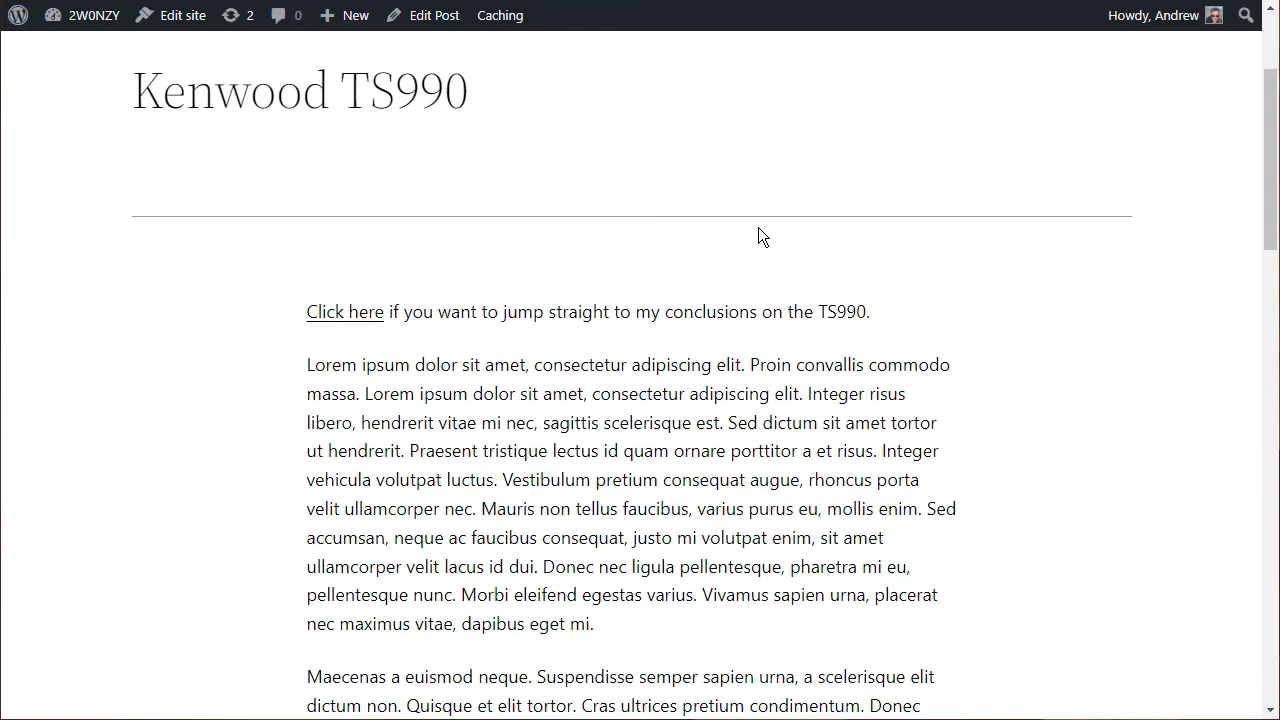 2W0NZY Edit site 2 0 New Edit Post Caching Howdy, Andrew
Kenwood TS990
Click here if you want to jump straight to my conclusions on the TS990.
Lorem ipsum dolor sit amet, consectetur adipiscing elit. Proin convallis commodo
massa. Lorem ipsum dolor sit amet, consectetur adipiscing elit. Integer risus
libero, hendrerit vitae mi nec, sagittis scelerisque est. Sed dictum sit amet tortor
ut hendrerit. Praesent tristique lectus id quam ornare porttitor a et risus. Integer
vehicula volutpat luctus. Vestibulum pretium consequat augue, rhoncus porta
velit ullamcorper nec. Mauris non tellus faucibus, varius purus eu, mollis enim. Sed
accumsan, neque ac faucibus consequat, justo mi volutpat enim, sit amet
ullamcorper velit lacus id dui. Donec nec ligula pellentesque, pharetra mi eu,
pellentesque nunc. Morbi eleifend egestas varius. Vivamus sapien urna, placerat
nec maximus vitae, dapibus eget mi.
Maecenas a euismod neque. Suspendisse semper sapien urna, a scelerisque elit
dictum non. Quisque et elit tortor. Cras ultrices pretium condimentum. Donec